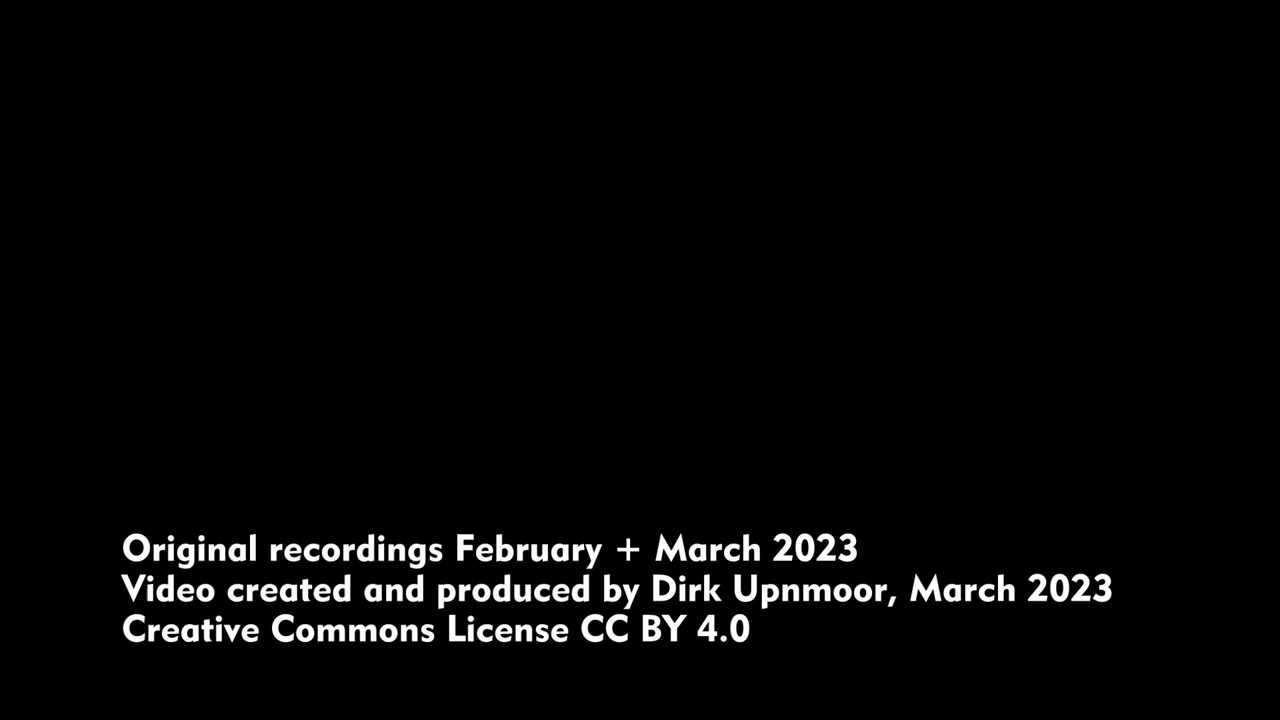 Original recordings February + March 2023
Video created and produced by Dirk Upnmoor, March 2023
Creative Commons License CC BY 4.0